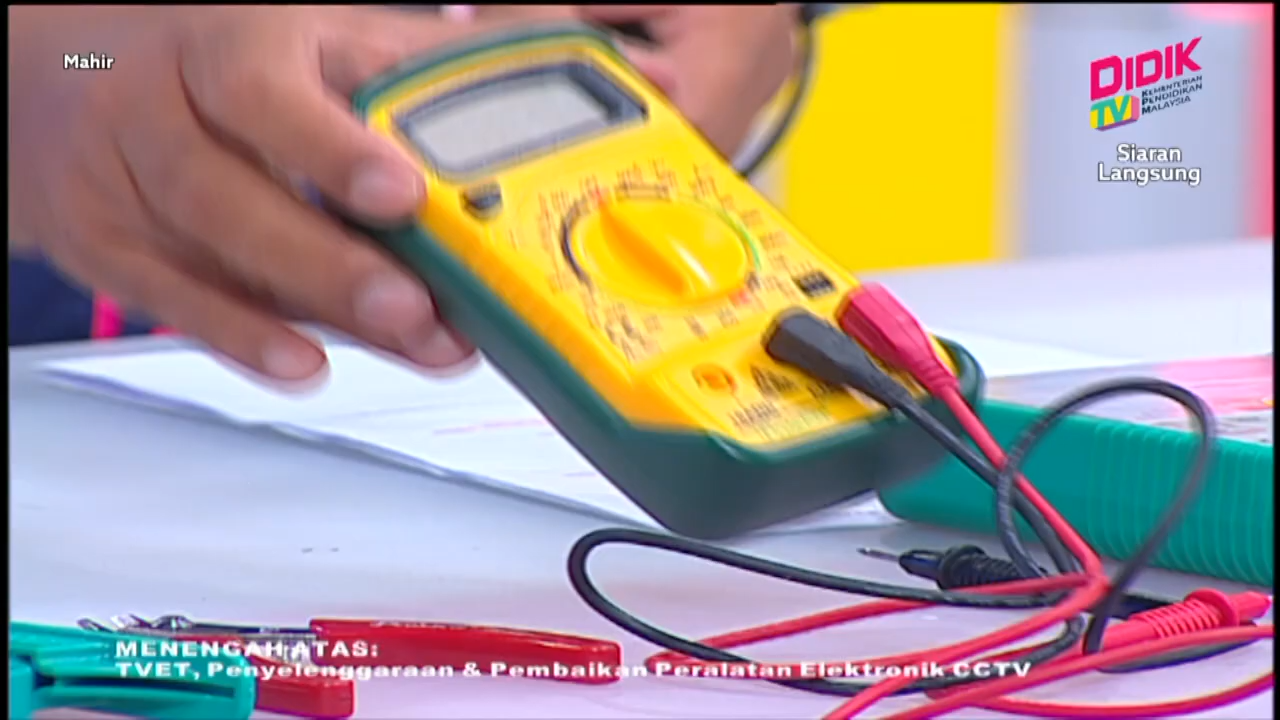 Mahir
DIDIK
TV
KEMENTERIAN
PENDIDIKAN
MALAYSIA
Siaran
Langsung
MENENGAH ATAS:
TVET, Penyelenggaraan & Pembaikan Peralatan Elektronik CCTV